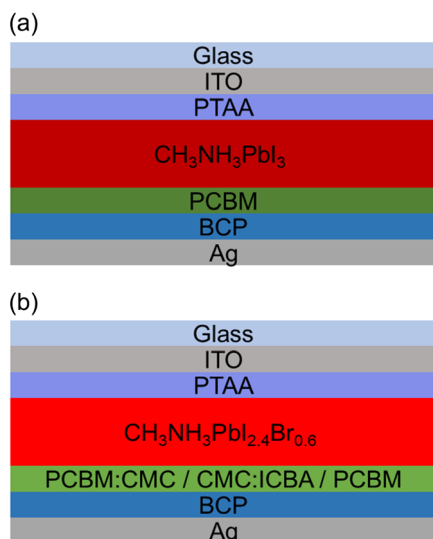 (a)
Glass
ITO
PTAA
CH₃NH₃PbI₃
PCBM
BCP
Ag
(b)
Glass
ITO
PTAA
CH₃NH₃PbI₂.₄Br₀.₆
PCBM:CMC / CMC:ICBA / PCBM
BCP
Ag